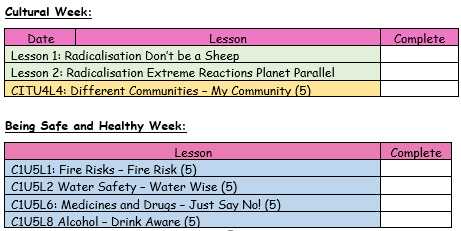 Cultural Week:
Date Lesson Complete
Lesson 1: Radicalisation Don't be a Sheep
Lesson 2: Radicalisation Extreme Reactions Planet Parallel
CITU4L4: Different Communities – My Community (5)
Being Safe and Healthy Week:
Lesson Complete
C1U5L1: Fire Risks – Fire Risk (5)
C1U5L2 Water Safety – Water Wise (5)
C1U5L6: Medicines and Drugs – Just Say No! (5)
C1U5L8 Alcohol – Drink Aware (5)